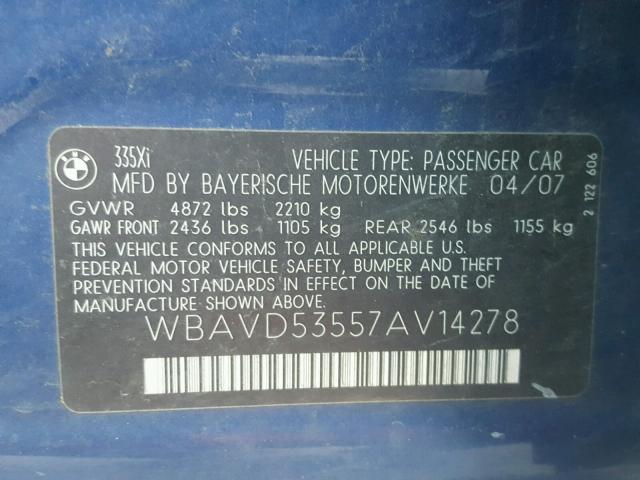 BMW
335Xi VEHICLE TYPE: PASSENGER CAR
MFD BY BAYERISCHE MOTORENWERKE 04/07
GVWR 4872 lbs 2210 kg
GAWR FRONT 2436 lbs 1105 kg REAR 2546 lbs 1155 kg
THIS VEHICLE CONFORMS TO ALL APPLICABLE U.S.
FEDERAL MOTOR VEHICLE SAFETY, BUMPER AND THEFT
PREVENTION STANDARDS IN EFFECT ON THE DATE OF
MANUFACTURE SHOWN ABOVE.
WBAVD53557AV14278
2 122 606